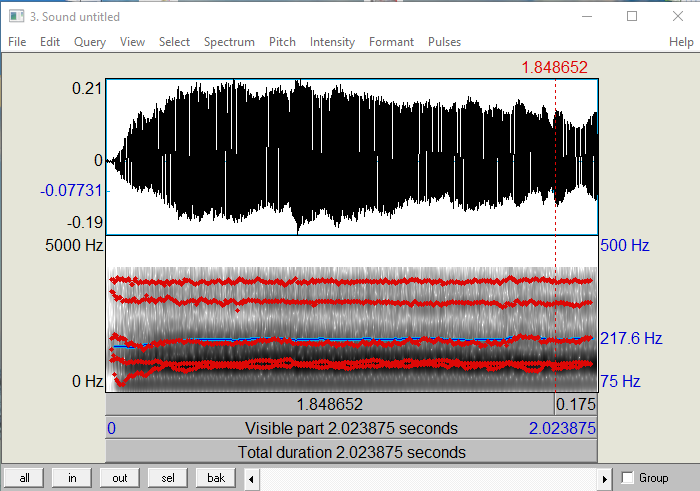 3. Sound untitled
File Edit Query View Select Spectrum Pitch Intensity Formant Pulses Help
1.848652
0.21
0
-0.07731
-0.19
5000 Hz 500 Hz
217.6 Hz
0 Hz 75 Hz
1.848652 0.175
0 Visible part 2.023875 seconds 2.023875
Total duration 2.023875 seconds
all in out sel bak Group